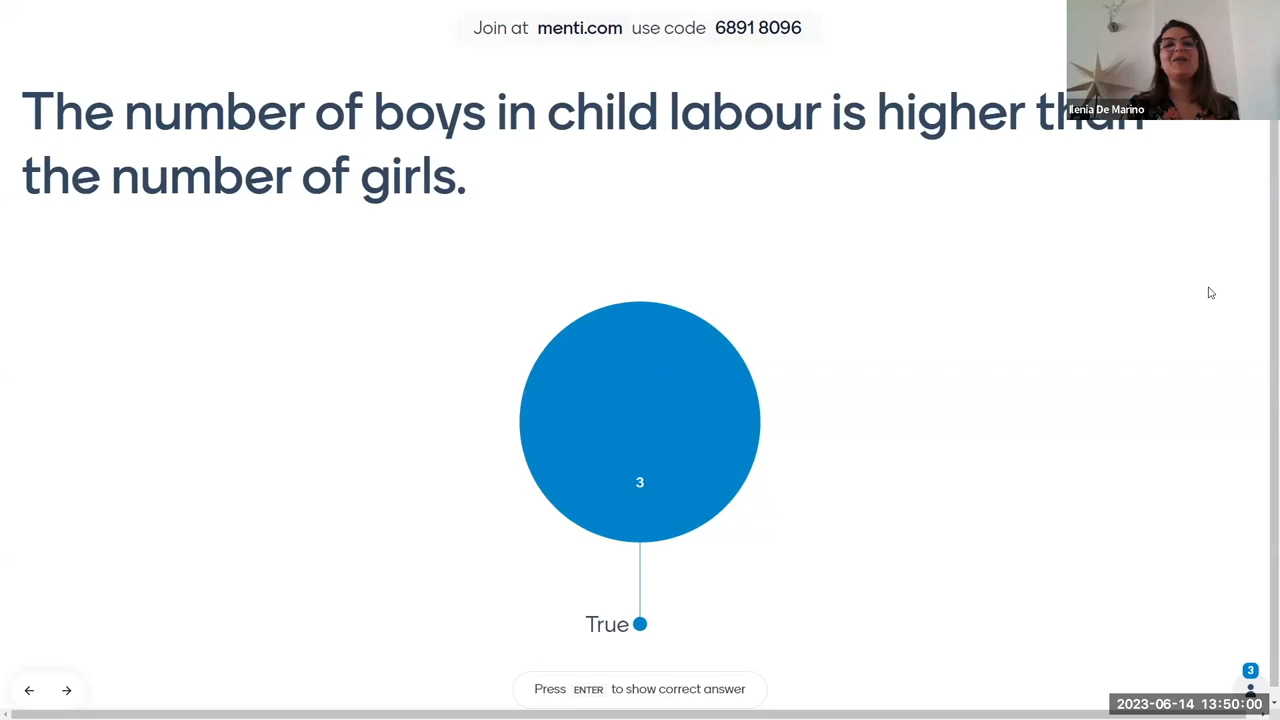 Join at menti.com use code 6891 8096
Ilenia De Marino
The number of boys in child labour is higher than
the number of girls.
3
True
Press ENTER to show correct answer
3
2023-06-14 13:50:00